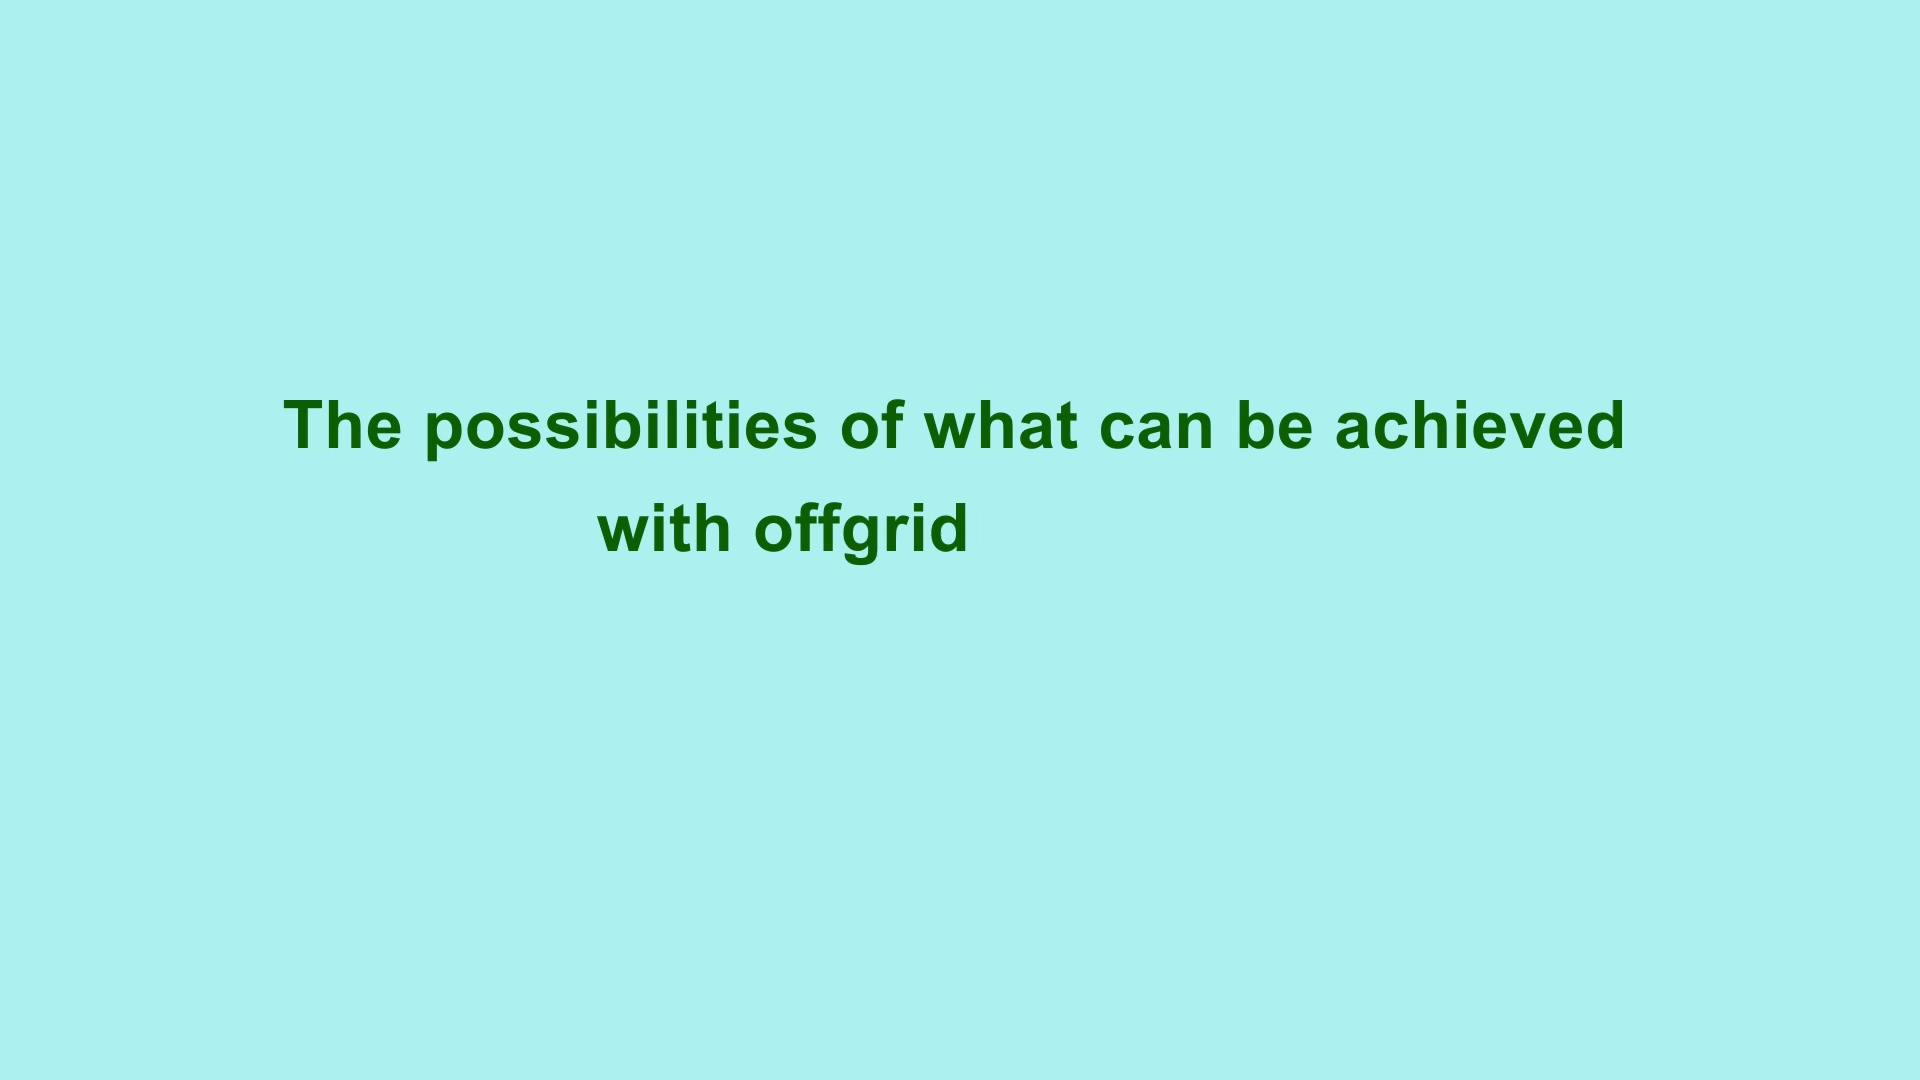 The possibilities of what can be achieved
with offgrid